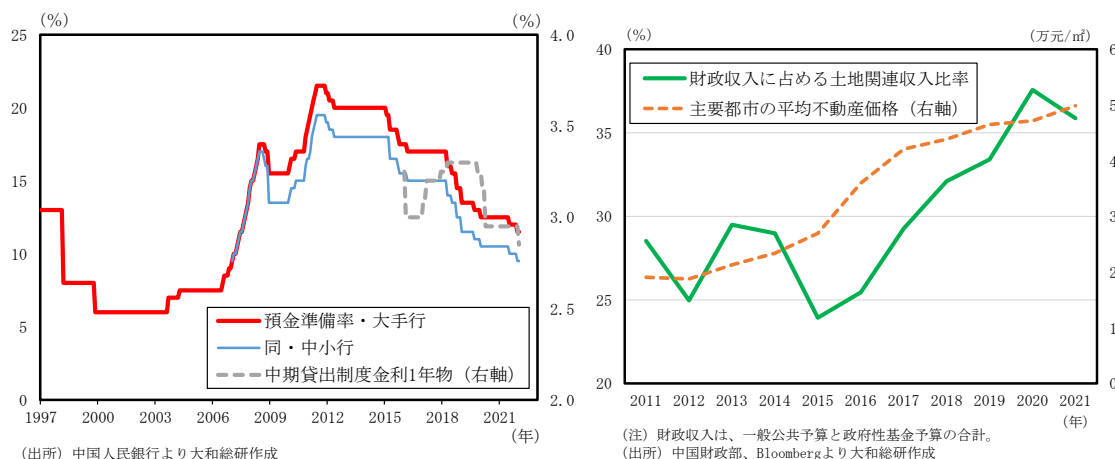 (%)
(%)
25
4.0
20
3.5
15
3.0
10
2.5
5
0
2.0
預金準備率・大手行
同・中小行
中期貸出制度金利1年物（右軸）
1997 2000 2003 2006 2009 2012 2015 2018 2021
(年)
（出所）中国人民銀行より大和総研作成
(%)
(万元/㎡)
40
6
5
35
4
30
3
2
25
1
20
0
財政収入に占める土地関連収入比率
主要都市の平均不動産価格（右軸）
2011 2012 2013 2014 2015 2016 2017 2018 2019 2020 2021
(年)
（注）財政収入は、一般公共予算と政府性基金予算の合計。
（出所）中国財政部、Bloombergより大和総研作成